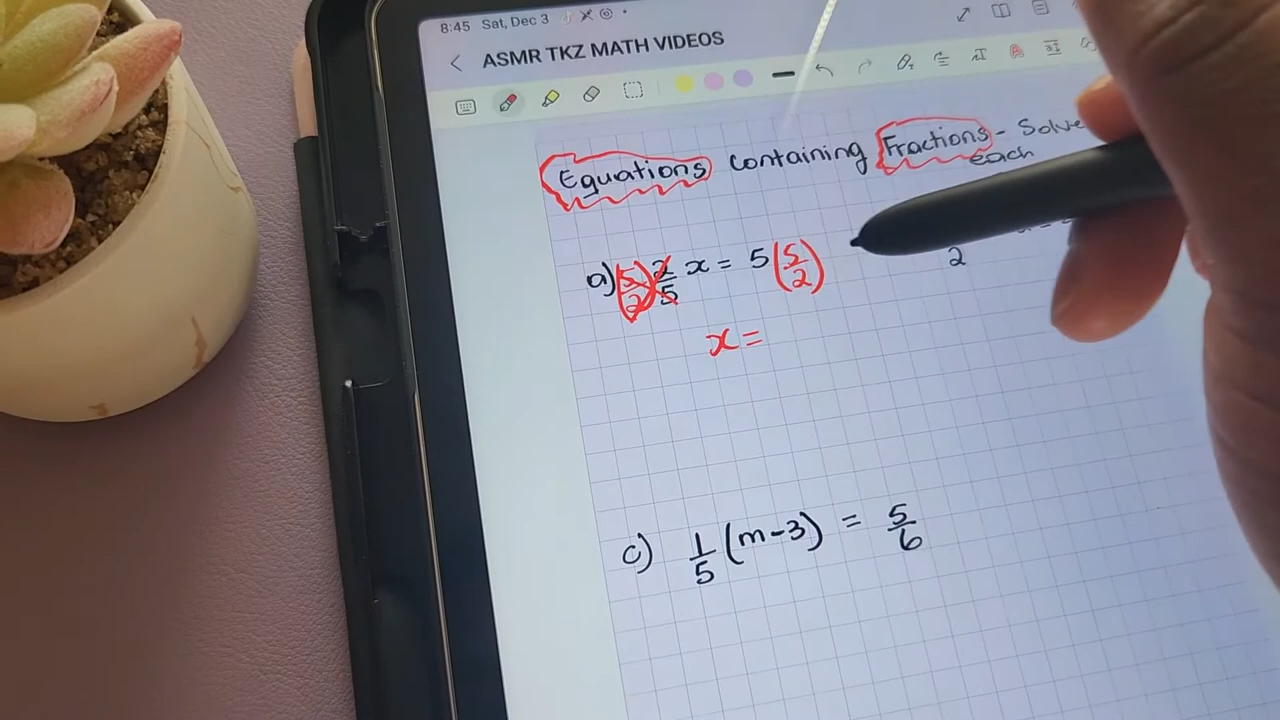 8:45 Sat, Dec 3
ASMR TKZ MATH VIDEOS
Equations containing Fractions - Solve
each
a) (5/2) 2/5 x = 5 (5/2)
2
x =
c) 1/5 (m-3) = 5/6